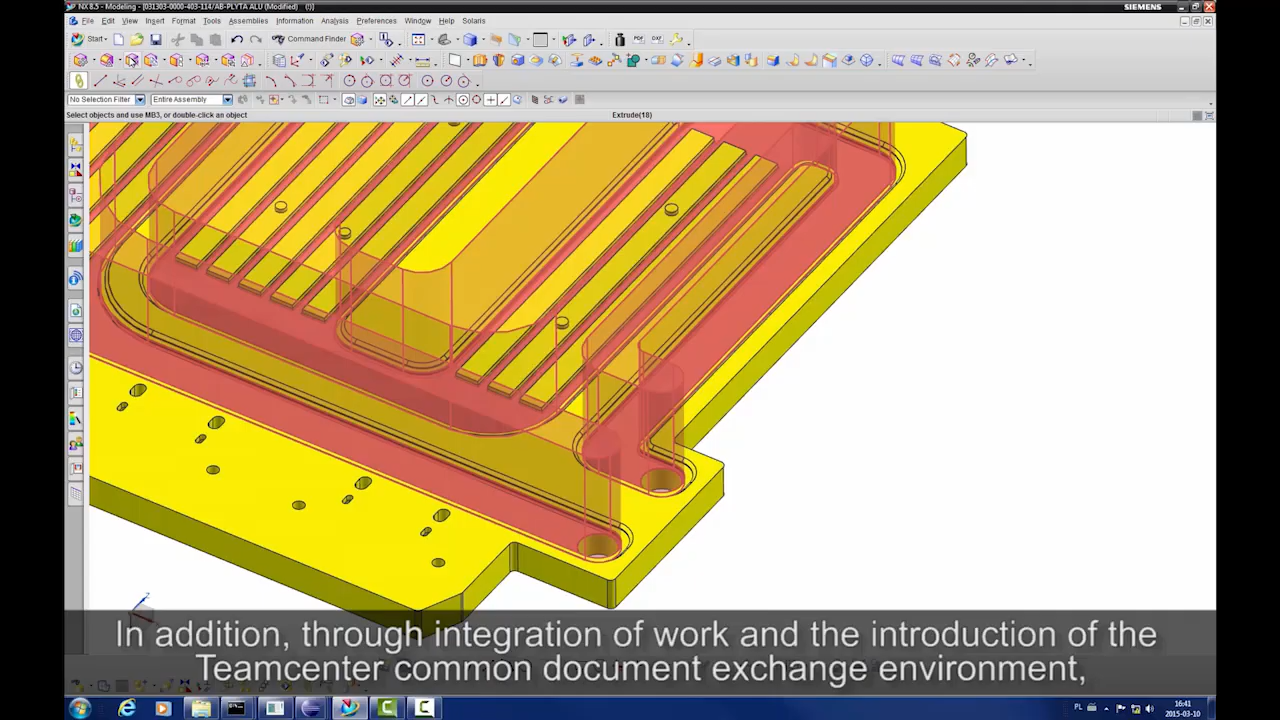 NX 8.5 - Modeling - [031303-0000-403-114/AB-PLYTA ALU (Modified) (!)]
SIEMENS
File Edit View Insert Format Tools Assemblies Information Analysis Preferences Window Help Solaris
Start
Command Finder
PDF
DXF
No Selection Filter
Entire Assembly
Select objects and use MB3, or double-click an object
Extrude(18)
Z
In addition, through integration of work and the introduction of the
Teamcenter common document exchange environment,
PL
16:41
2015-03-10